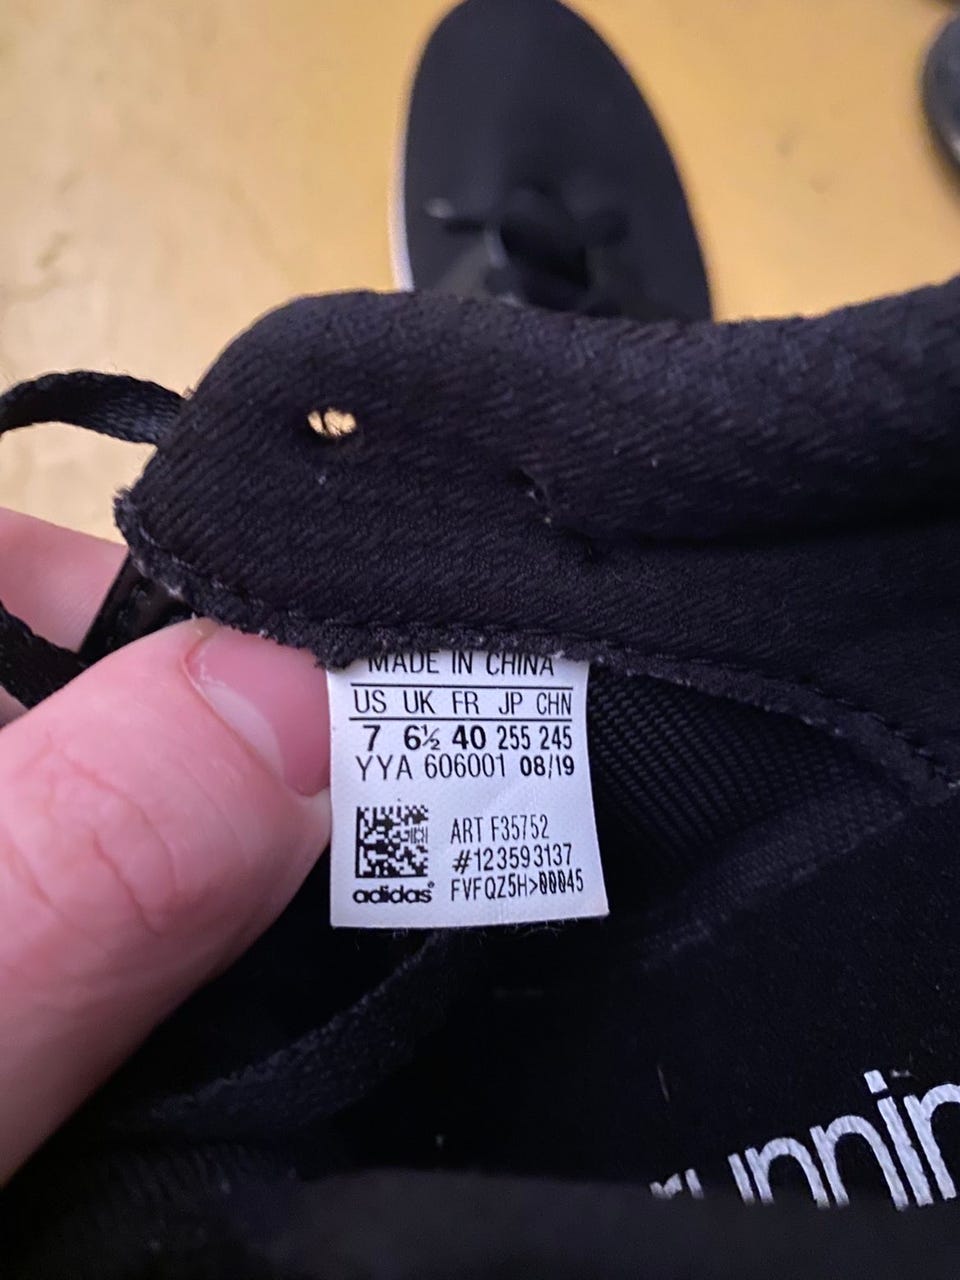 MADE IN CHINA
US UK FR JP CHN
7 6½ 40 255 245
YYA 606001 08/19
ART F35752
#123593137
adidas® FVFQZ5H>00045
runnin